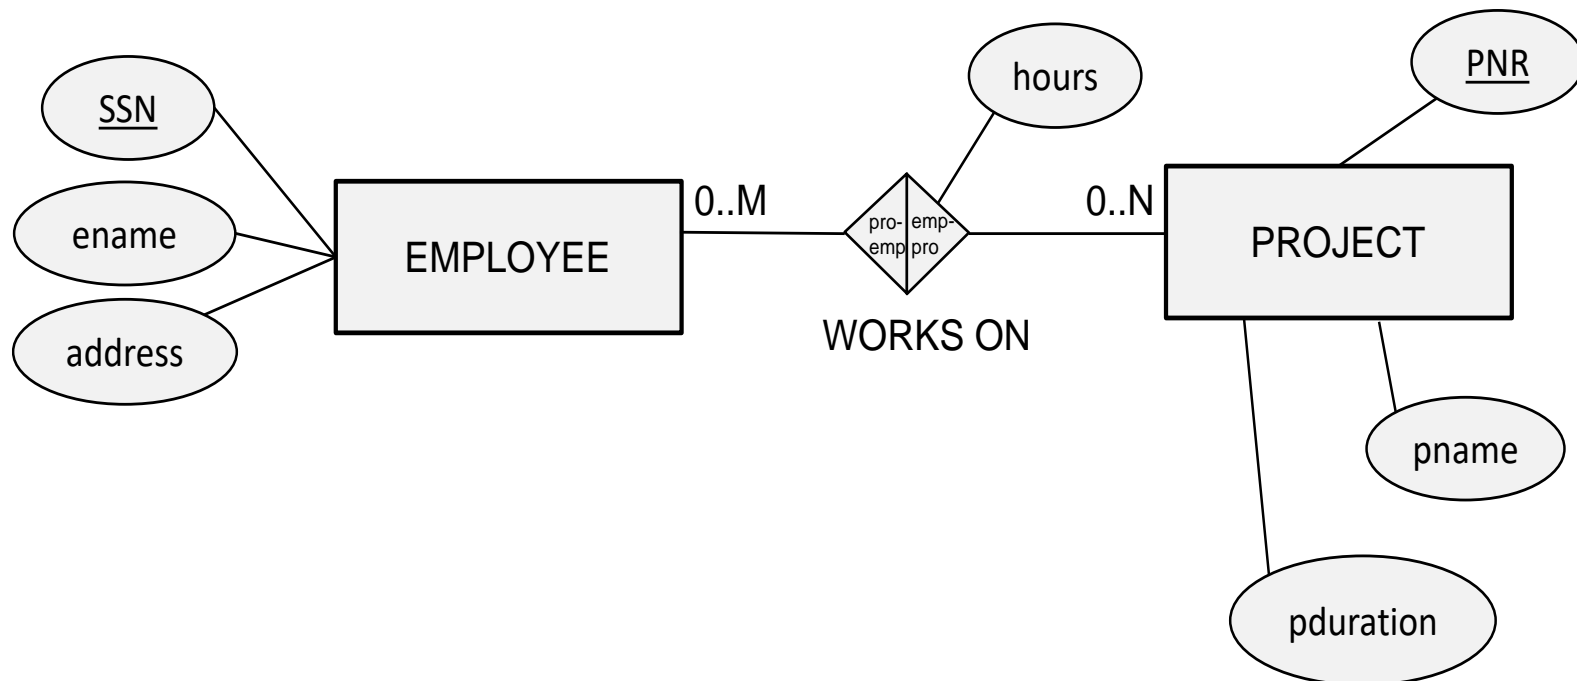 SSN
ename
address
EMPLOYEE
0..M
pro-
emp
emp-
pro
WORKS ON
hours
0..N
PNR
PROJECT
pname
pduration